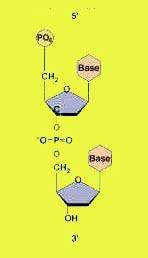 5'
PO₄
Base
CH₂
O
C
O
⁻O-P=O
O
CH₂
Base
O
OH
3'